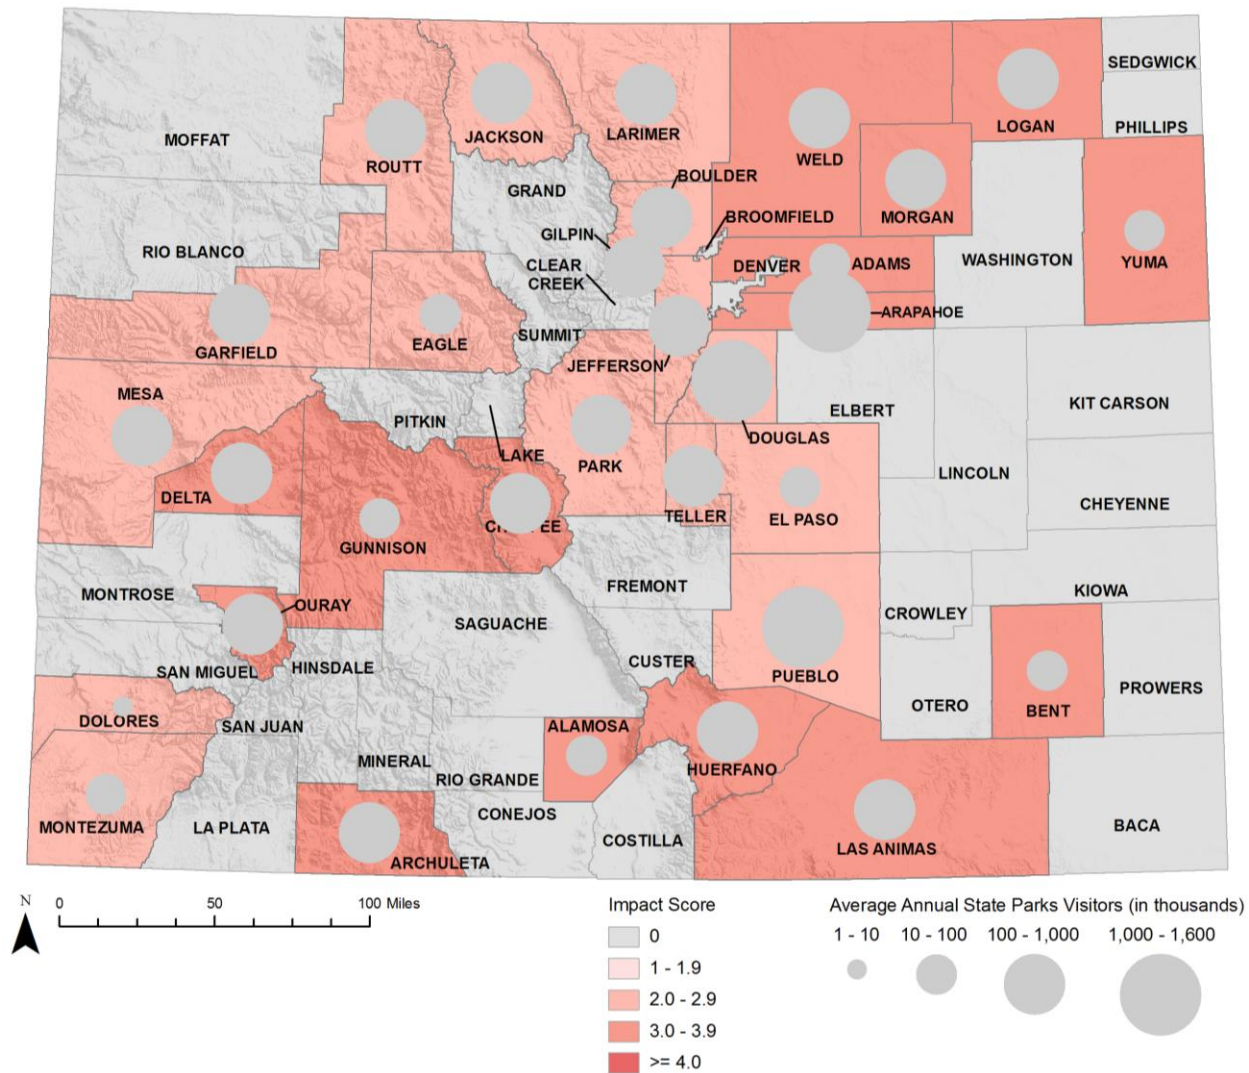 SEDGWICK
PHILLIPS
LOGAN
MOFFAT
JACKSON
LARIMER
ROUTT
WELD
GRAND
BOULDER
MORGAN
BROOMFIELD
GILPIN
RIO BLANCO
WASHINGTON
YUMA
CLEAR
CREEK
DENVER
ADAMS
ARAPAHOE
SUMMIT
EAGLE
GARFIELD
JEFFERSON
MESA
PITKIN
ELBERT
KIT CARSON
DOUGLAS
LAKE
PARK
LINCOLN
DELTA
CHEYENNE
TELLER
EL PASO
GUNNISON
FREMONT
MONTROSE
KIOWA
OURAY
CROWLEY
SAGUACHE
CUSTER
SAN MIGUEL
HINSDALE
PUEBLO
PROWERS
OTERO
BENT
DOLORES
SAN JUAN
ALAMOSA
MINERAL
HUERFANO
RIO GRANDE
CONEJOS
MONTEZUMA
LA PLATA
BACA
COSTILLA
LAS ANIMAS
ARCHULETA
N
0 50 100 Miles
Impact Score
0
1 - 1.9
2.0 - 2.9
3.0 - 3.9
>= 4.0
Average Annual State Parks Visitors (in thousands)
1 - 10 10 - 100 100 - 1,000 1,000 - 1,600